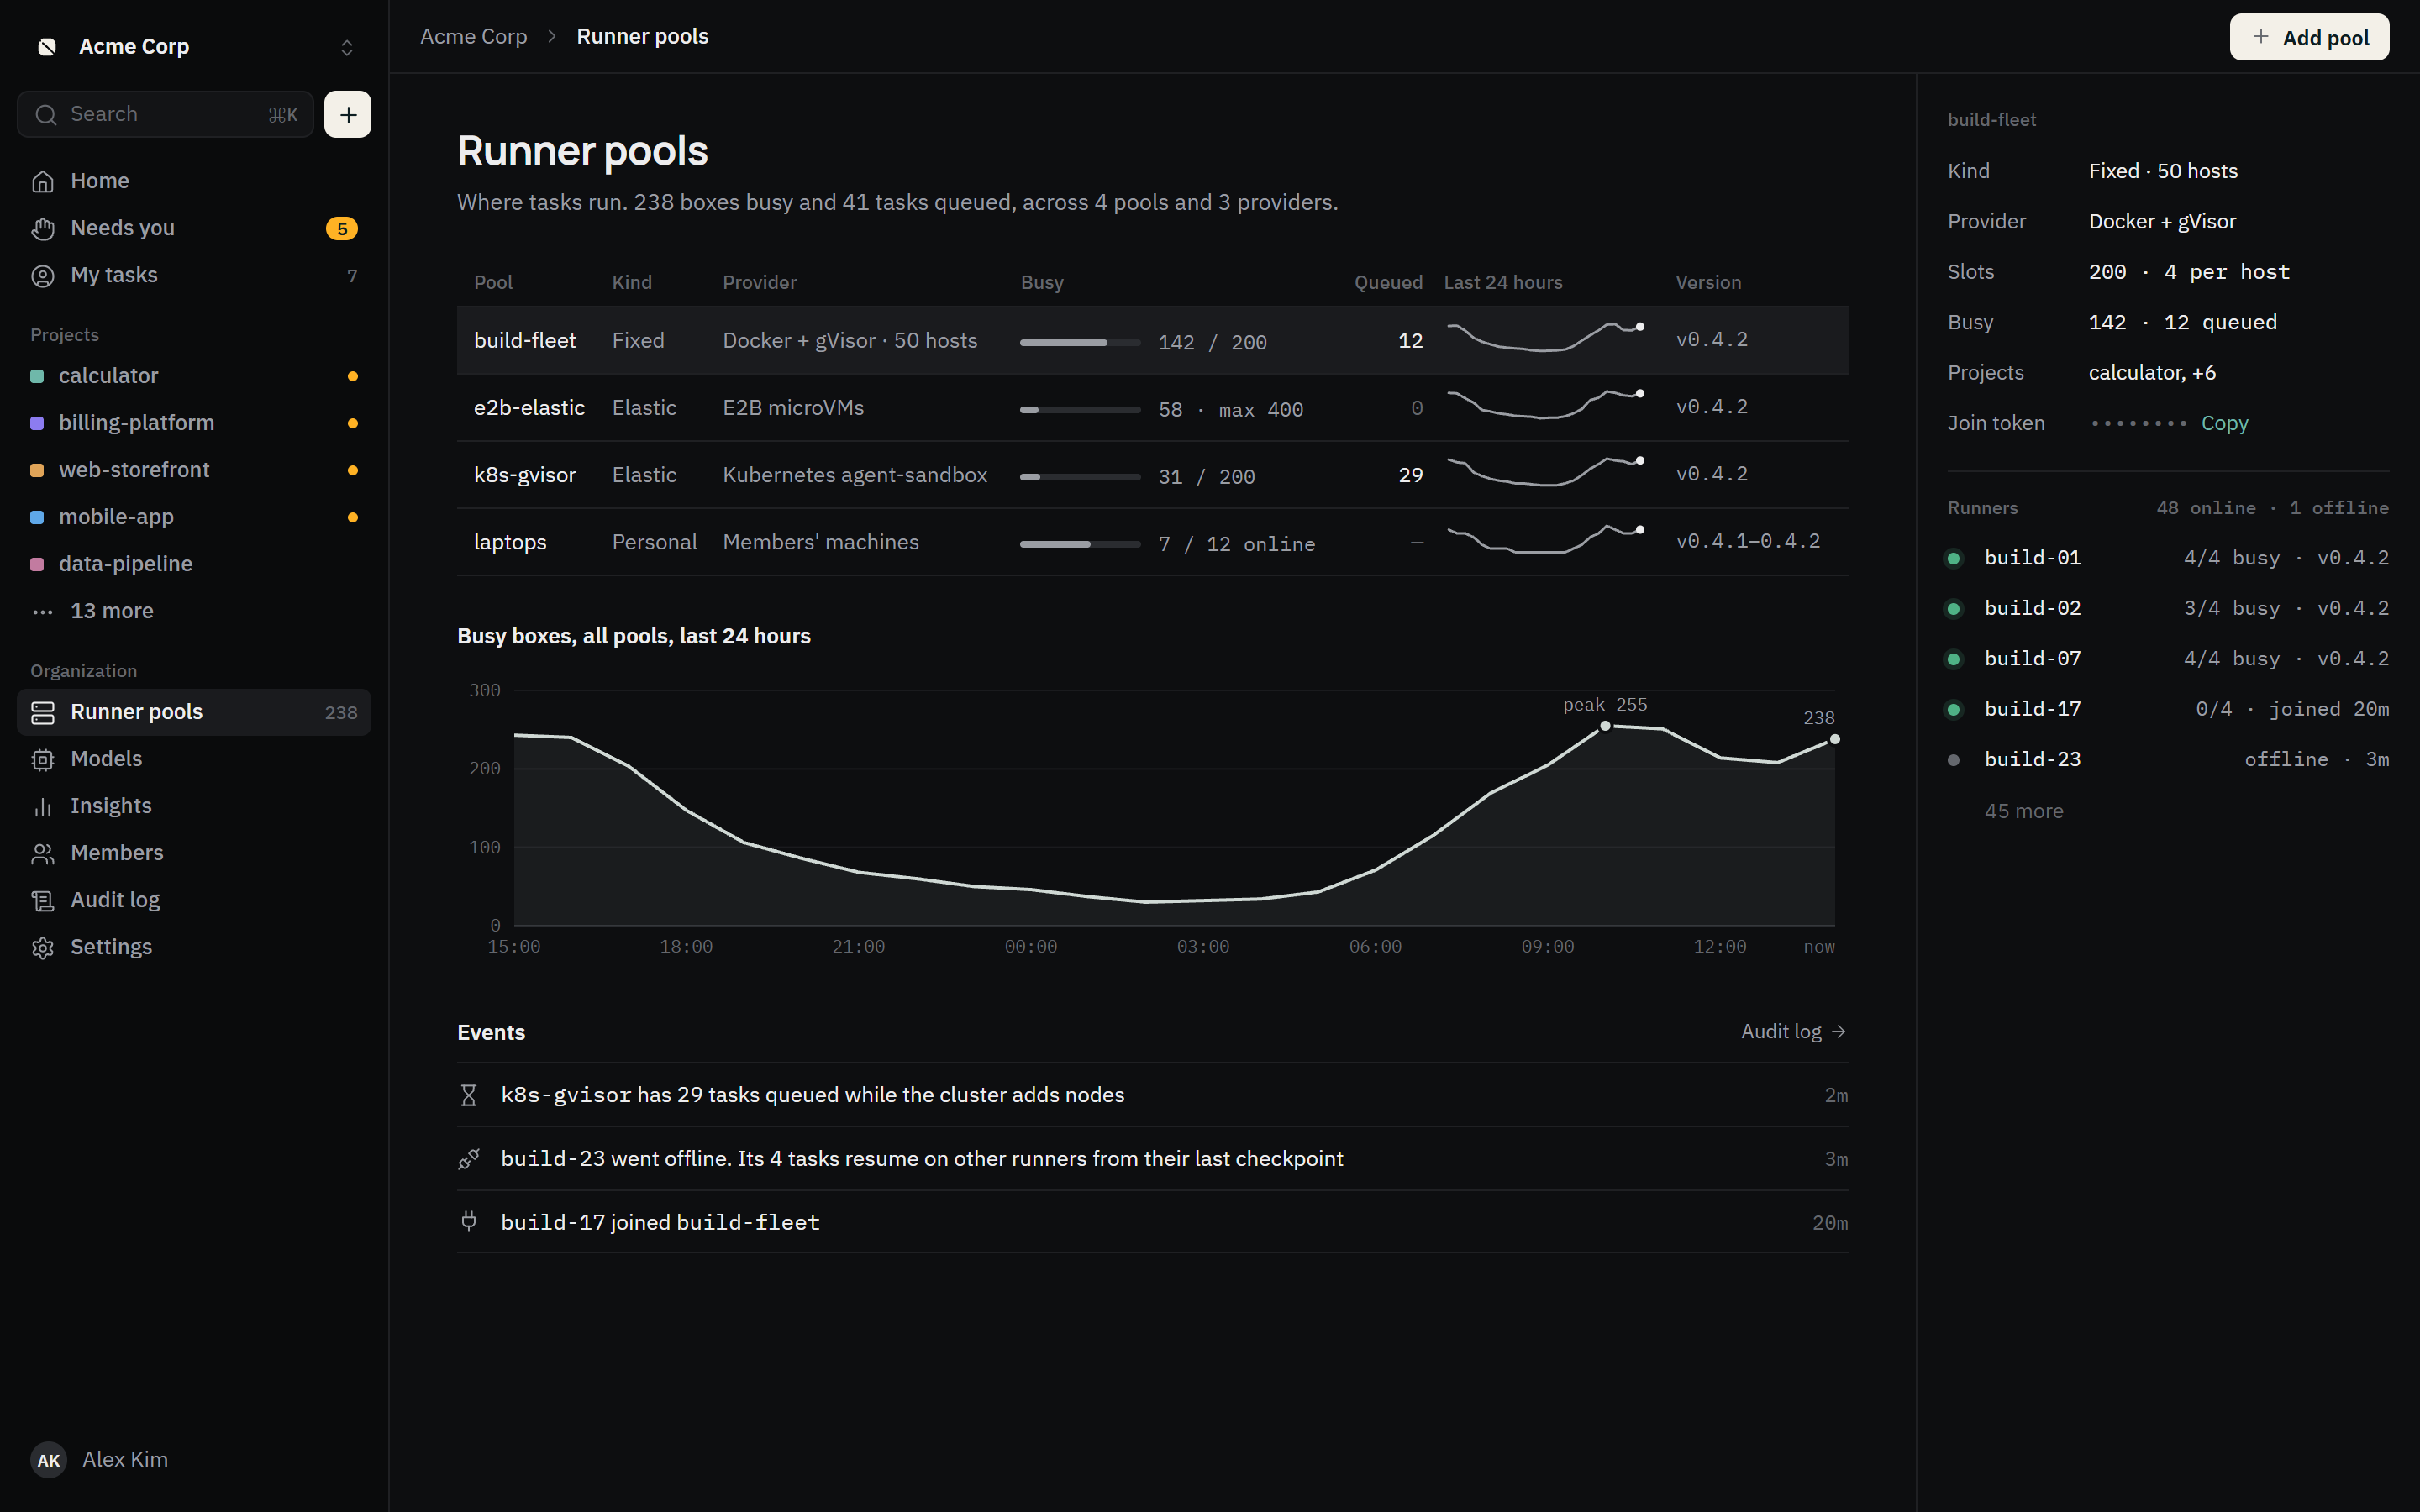 Acme Corp
Search ⌘K
Home
Needs you 5
My tasks 7
Projects
calculator
billing-platform
web-storefront
mobile-app
data-pipeline
13 more
Organization
Runner pools 238
Models
Insights
Members
Audit log
Settings
AK Alex Kim
Acme Corp > Runner pools
+ Add pool
Runner pools
Where tasks run. 238 boxes busy and 41 tasks queued, across 4 pools and 3 providers.
Pool Kind Provider Busy Queued Last 24 hours Version
build-fleet Fixed Docker + gVisor · 50 hosts 142 / 200 12 v0.4.2
e2b-elastic Elastic E2B microVMs 58 · max 400 0 v0.4.2
k8s-gvisor Elastic Kubernetes agent-sandbox 31 / 200 29 v0.4.2
laptops Personal Members' machines 7 / 12 online — v0.4.1–0.4.2
Busy boxes, all pools, last 24 hours
300
200
100
0
peak 255
238
15:00 18:00 21:00 00:00 03:00 06:00 09:00 12:00 now
Events Audit log →
k8s-gvisor has 29 tasks queued while the cluster adds nodes 2m
build-23 went offline. Its 4 tasks resume on other runners from their last checkpoint 3m
build-17 joined build-fleet 20m
build-fleet
Kind Fixed · 50 hosts
Provider Docker + gVisor
Slots 200 · 4 per host
Busy 142 · 12 queued
Projects calculator, +6
Join token •••••••• Copy
Runners 48 online · 1 offline
build-01 4/4 busy · v0.4.2
build-02 3/4 busy · v0.4.2
build-07 4/4 busy · v0.4.2
build-17 0/4 · joined 20m
build-23 offline · 3m
45 more